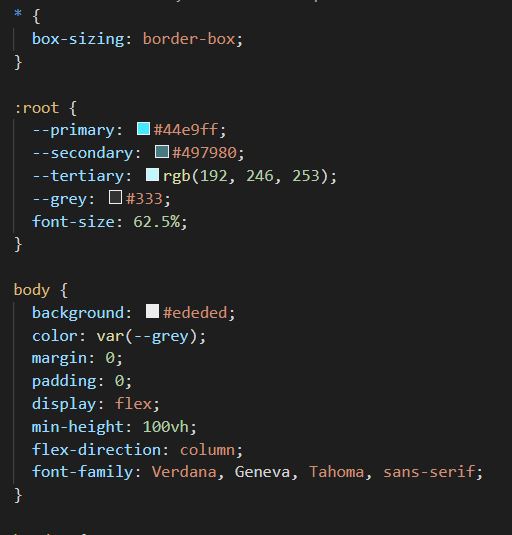 * {
  box-sizing: border-box;
}

:root {
  --primary: #44e9ff;
  --secondary: #497980;
  --tertiary: rgb(192, 246, 253);
  --grey: #333;
  font-size: 62.5%;
}

body {
  background: #ededed;
  color: var(--grey);
  margin: 0;
  padding: 0;
  display: flex;
  min-height: 100vh;
  flex-direction: column;
  font-family: Verdana, Geneva, Tahoma, sans-serif;
}